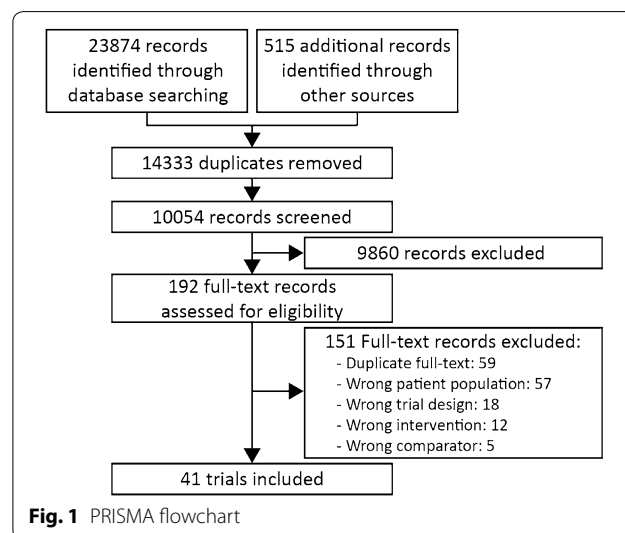 23874 records
identified through
database searching
515 additional records
identified through
other sources
14333 duplicates removed
10054 records screened
9860 records excluded
192 full-text records
assessed for eligibility
151 Full-text records excluded:
- Duplicate full-text: 59
- Wrong patient population: 57
- Wrong trial design: 18
- Wrong intervention: 12
- Wrong comparator: 5
41 trials included
Fig. 1 PRISMA flowchart